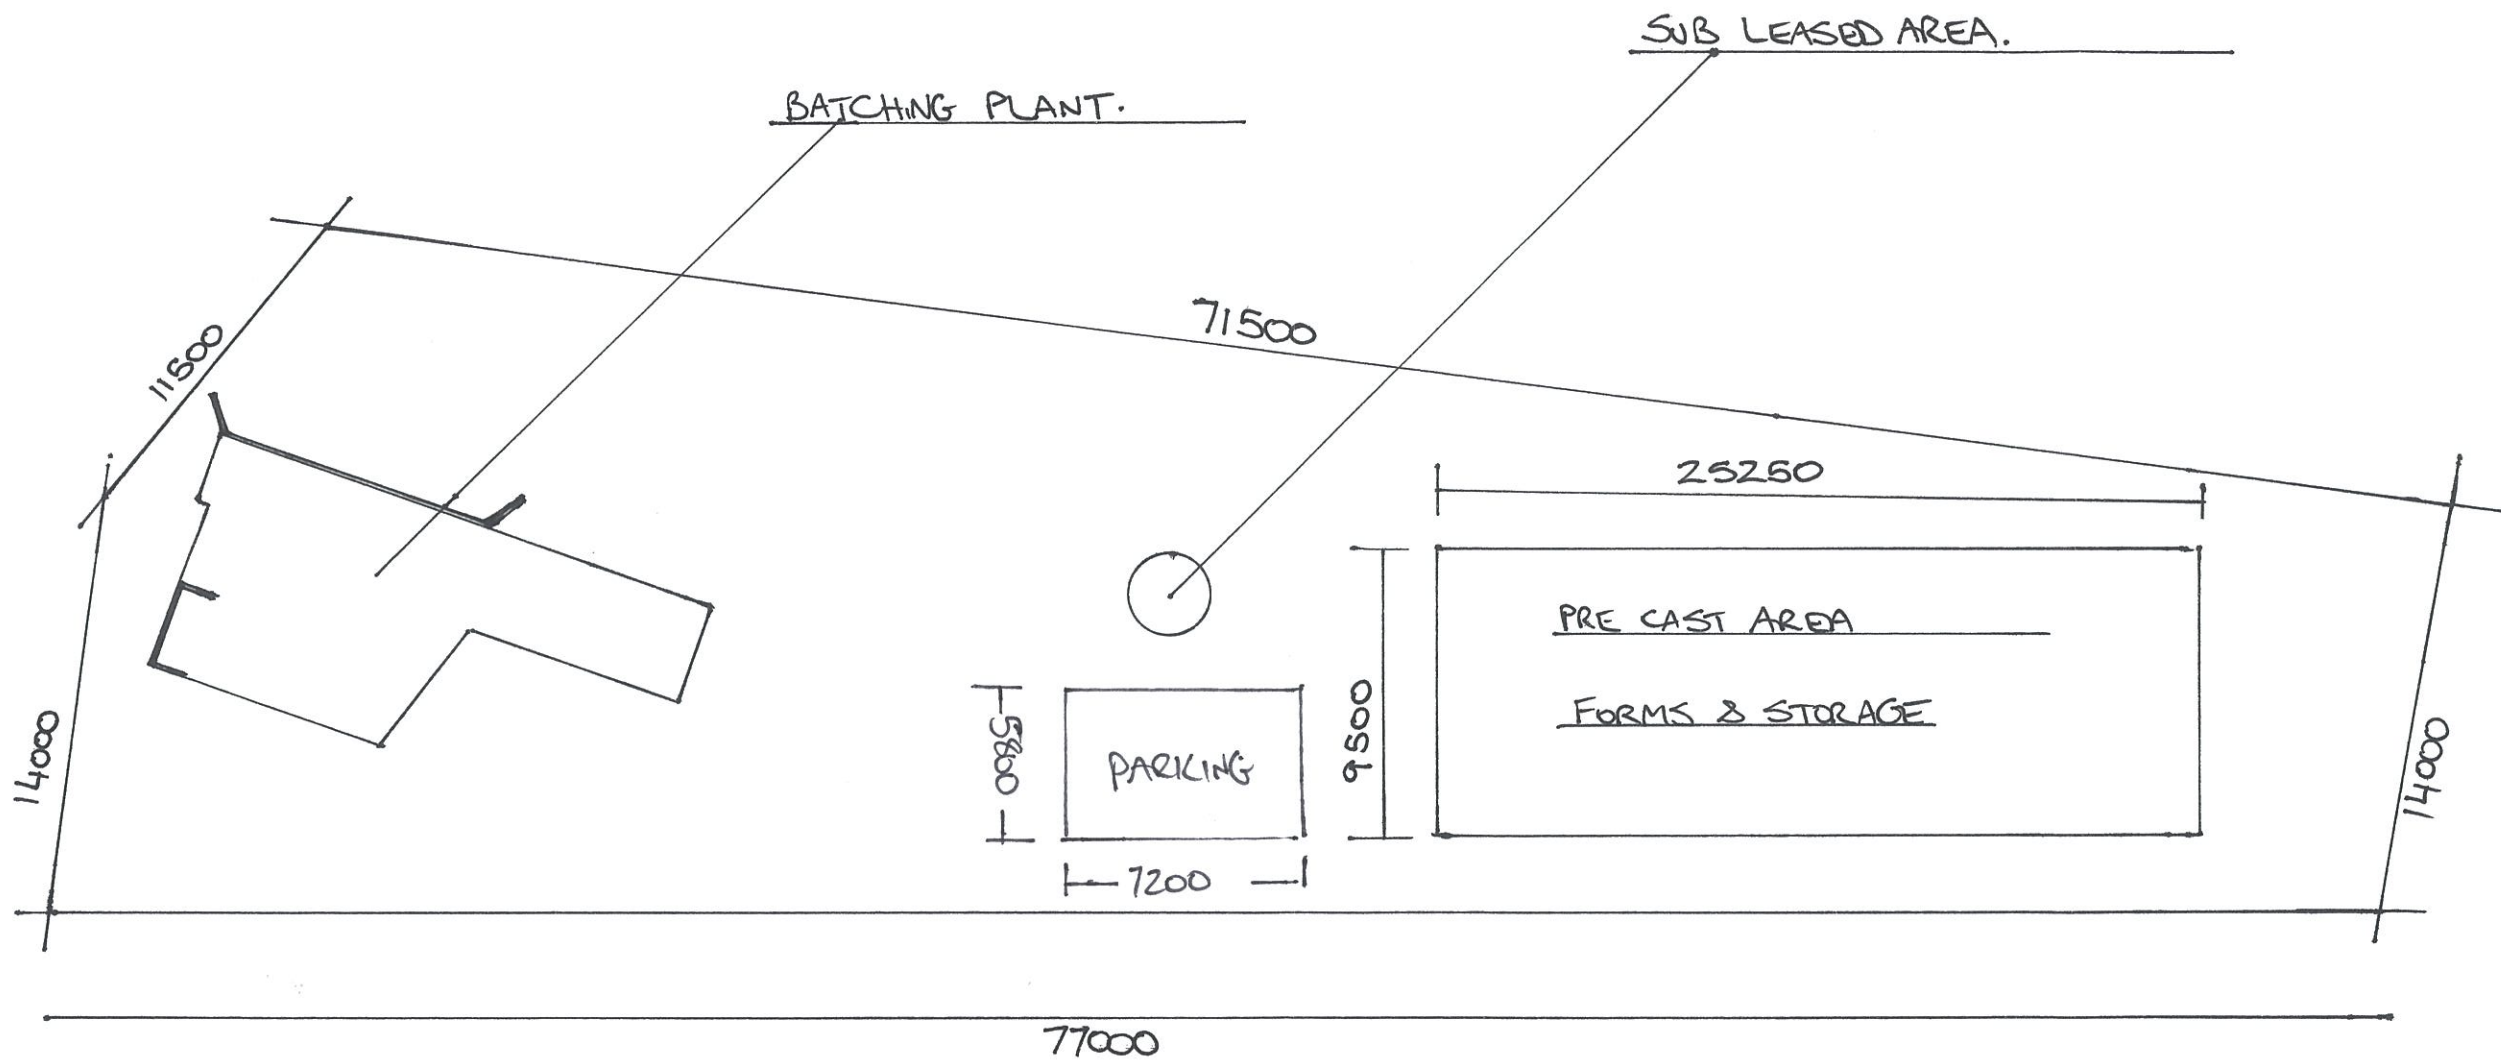 SUB LEASED AREA.
BATCHING PLANT.
71500
11500
25250
PRE CAST AREA
FORMS & STORAGE
9500
5800
PARKING
7200
14000
14000
77000